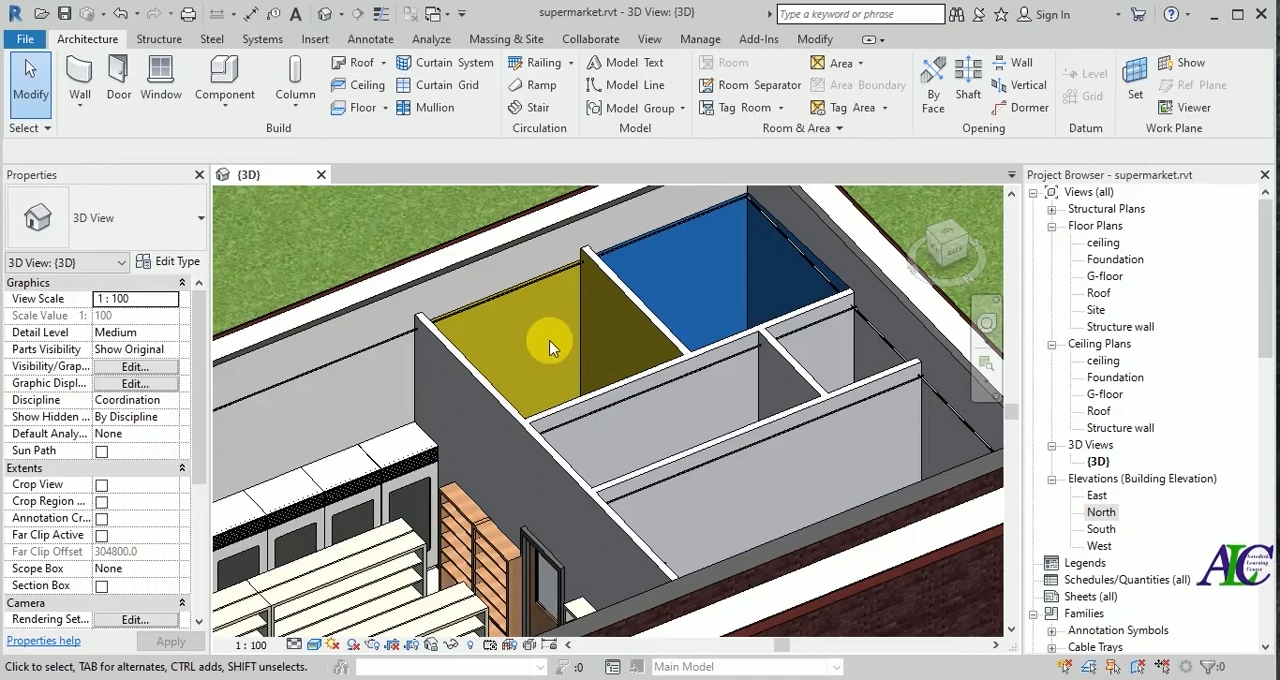 supermarket.rvt - 3D View: {3D}
Type a keyword or phrase
Sign In
File Architecture Structure Steel Systems Insert Annotate Analyze Massing & Site Collaborate View Manage Add-Ins Modify
Modify
Select
Wall
Door
Window
Component
Column
Roof
Ceiling
Floor
Curtain System
Curtain Grid
Mullion
Build
Railing
Ramp
Stair
Circulation
Model Text
Model Line
Model Group
Model
Room
Room Separator
Tag Room
Area
Area Boundary
Tag Area
Room & Area
By
Face
Shaft
Wall
Vertical
Dormer
Opening
Level
Grid
Datum
Set
Show
Ref Plane
Viewer
Work Plane
Properties
3D View
3D View: {3D}
Edit Type
Graphics
View Scale 1 : 100
Scale Value 1: 100
Detail Level Medium
Parts Visibility Show Original
Visibility/Grap... Edit...
Graphic Displ... Edit...
Discipline Coordination
Show Hidden ... By Discipline
Default Analy... None
Sun Path
Extents
Crop View
Crop Region ...
Annotation Cr...
Far Clip Active
Far Clip Offset 304800.0
Scope Box None
Section Box
Camera
Rendering Set... Edit...
Properties help
Apply
{3D}
BACK
1 : 100
Project Browser - supermarket.rvt
Views (all)
Structural Plans
Floor Plans
ceiling
Foundation
G-floor
Roof
Site
Structure wall
Ceiling Plans
ceiling
Foundation
G-floor
Roof
Structure wall
3D Views
{3D}
Elevations (Building Elevation)
East
North
South
West
Legends
Schedules/Quantities (all)
Sheets (all)
Families
Annotation Symbols
Cable Trays
ALC
Autodesk
Learning
Center
Click to select, TAB for alternates, CTRL adds, SHIFT unselects.
:0
Main Model
:0